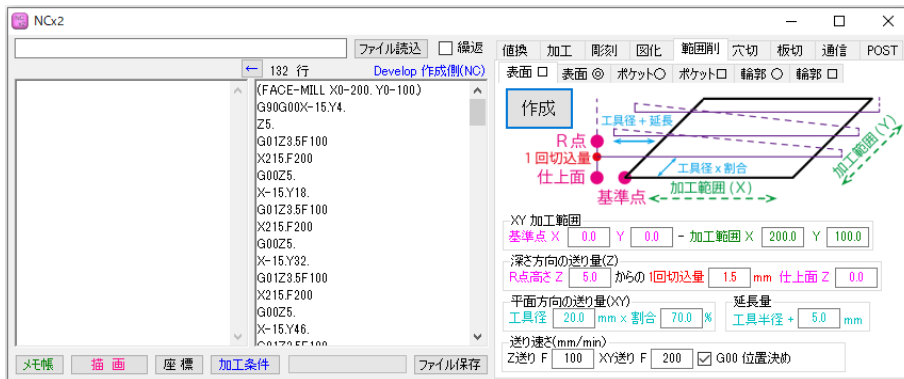 NCx2
ファイル読込 繰返
← 132 行 Develop 作成側(NC)
(FACE-MILL X0-200. Y0-100.)
G90G00X-15.Y4.
Z5.
G01Z3.5F100
X215.F200
G00Z5.
X-15.Y18.
G01Z3.5F100
X215.F200
G00Z5.
X-15.Y32.
G01Z3.5F100
X215.F200
G00Z5.
X-15.Y46.
G01Z3.5F100
メモ帳 描 画 座 標 加工条件 ファイル保存
値換 加工 彫刻 図化 範囲削 穴切 板切 通信 POST
表面 □ 表面 ◎ ポケット○ ポケット□ 輪郭 ○ 輪郭 □
作成
工具径 + 延長
R点
1回切込量
仕上面
基準点
工具径 x 割合
加工範囲 (X)
加工範囲 (Y)
XY 加工範囲
基準点 X 0.0 Y 0.0 - 加工範囲 X 200.0 Y 100.0
深さ方向の送り量(Z)
R点高さ Z 5.0 からの 1回切込量 1.5 mm 仕上面 Z 0.0
平面方向の送り量(XY)
工具径 20.0 mm x 割合 70.0 %
延長量
工具半径 + 5.0 mm
送り速さ(mm/min)
Z送り F 100 XY送り F 200 G00 位置決め